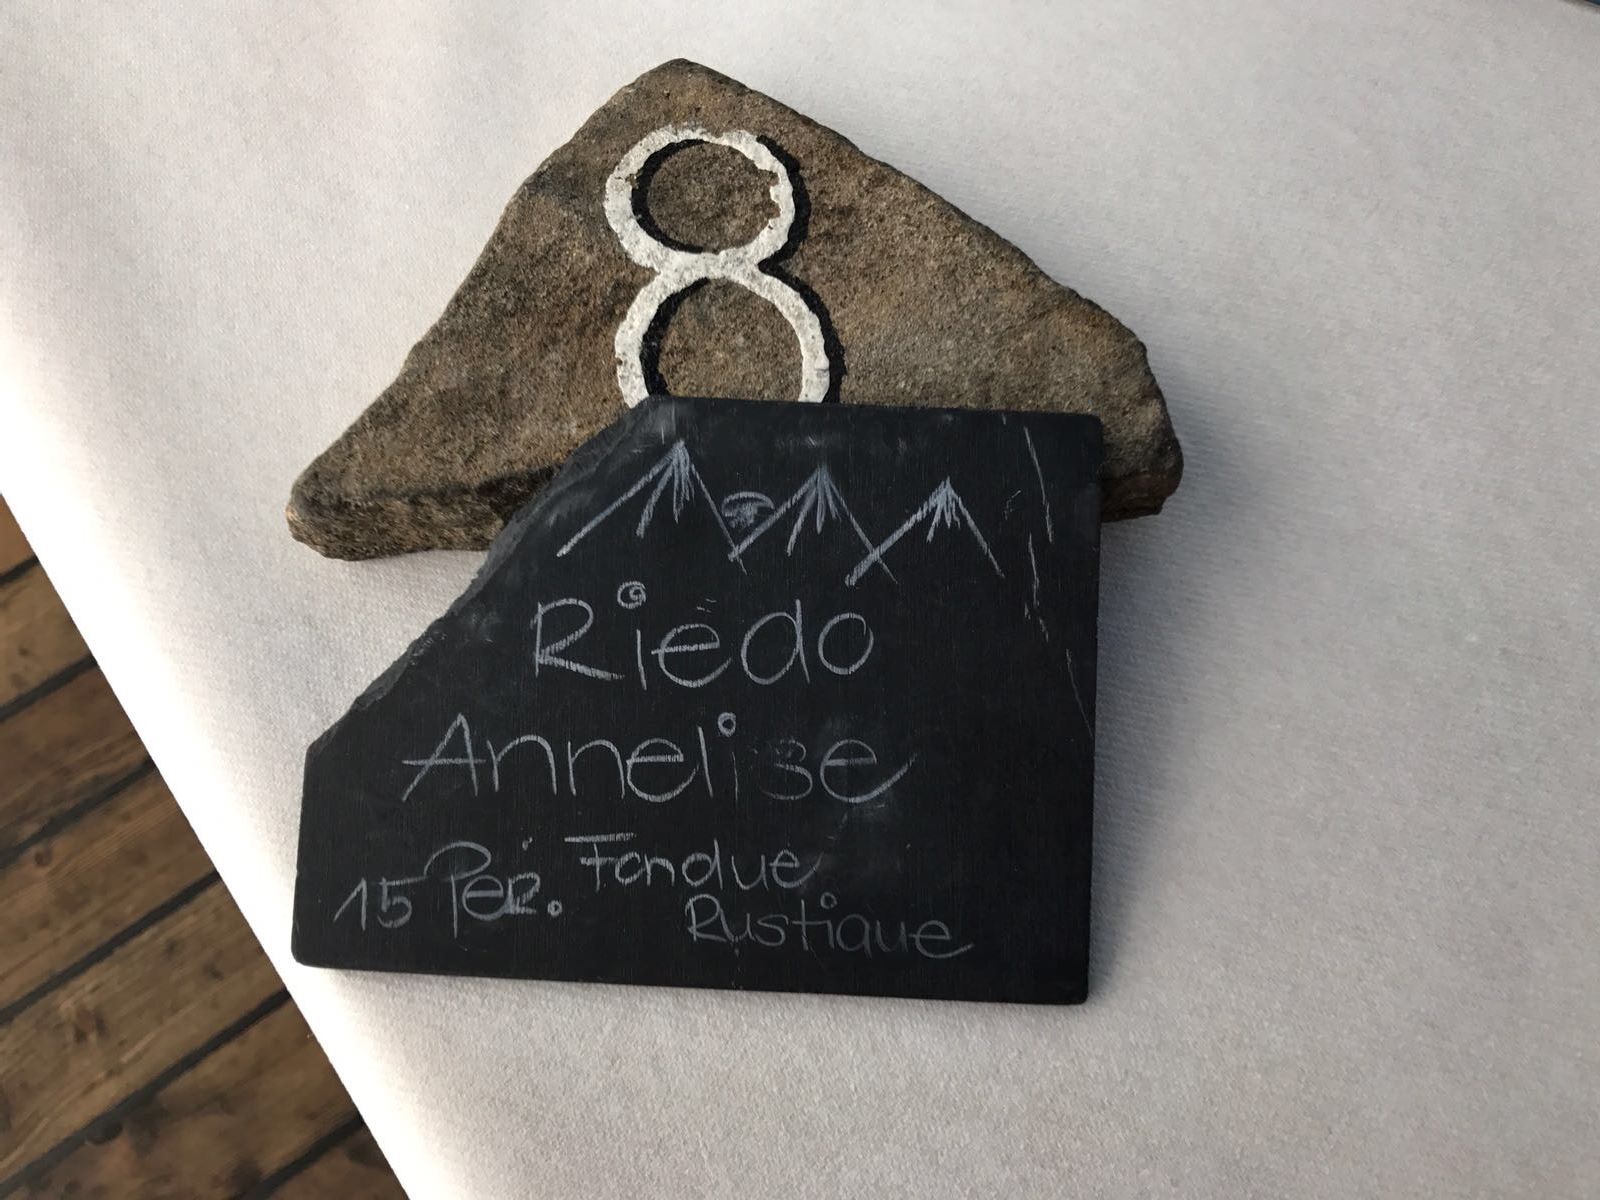 8
Riedo
Annelise
15 Per. Fondue
Rustique